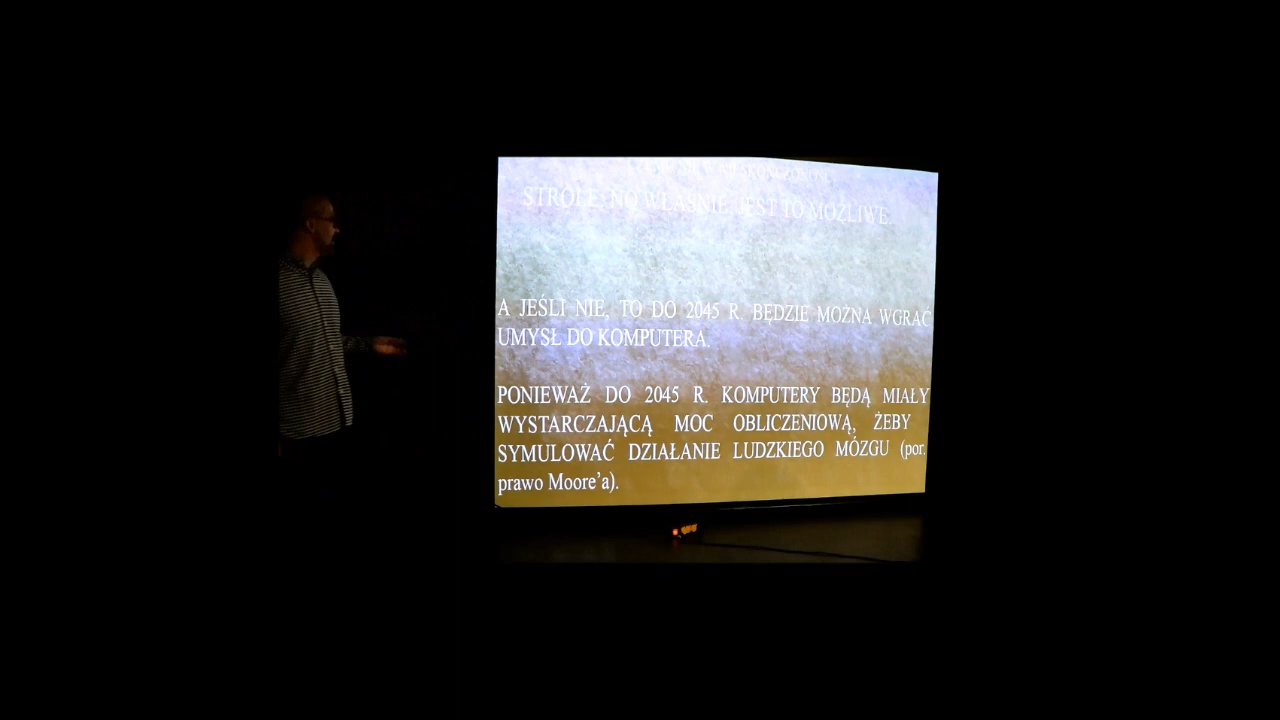 STROLE. NO WŁAŚNIE, JEST TO MOŻLIWE.
A JEŚLI NIE, TO DO 2045 R. BĘDZIE MOŻNA WGRAĆ
UMYSŁ DO KOMPUTERA.
PONIEWAŻ DO 2045 R. KOMPUTERY BĘDĄ MIAŁY
WYSTARCZAJĄCĄ MOC OBLICZENIOWĄ, ŻEBY
SYMULOWAĆ DZIAŁANIE LUDZKIEGO MÓZGU (por.
prawo Moore’a).